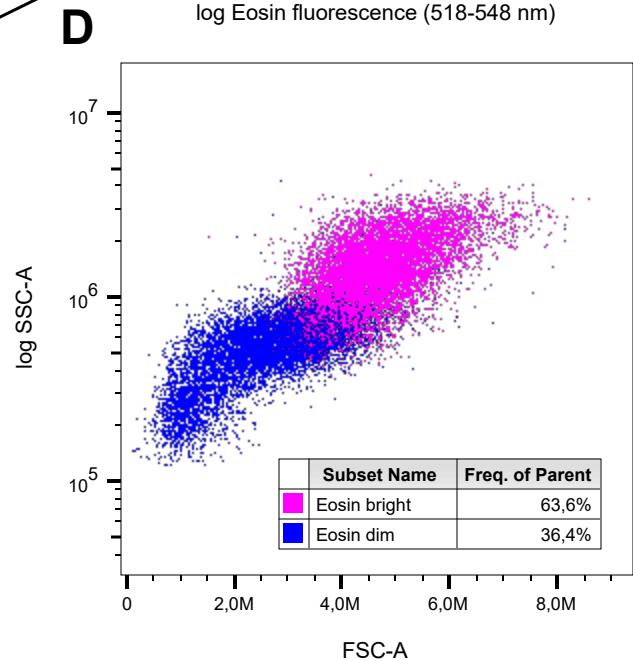 log Eosin fluorescence (518-548 nm)
D
10^7
10^6
10^5
log SSC-A
Subset Name Freq. of Parent
Eosin bright 63,6%
Eosin dim 36,4%
0 2,0M 4,0M 6,0M 8,0M
FSC-A